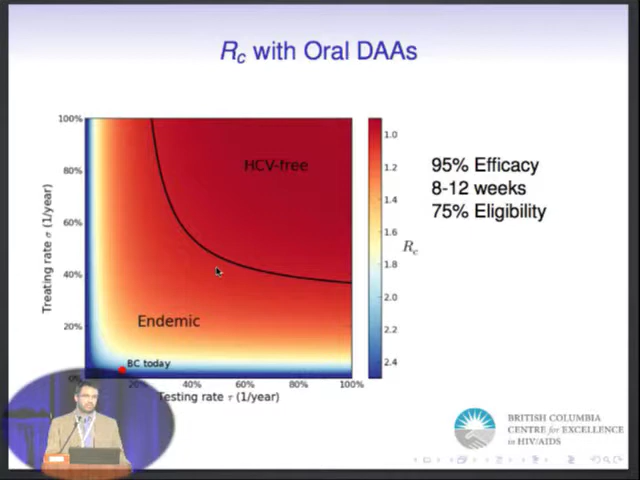 Rc with Oral DAAs
100%
80%
60%
40%
20%
0%
Treating rate σ (1/year)
HCV-free
Endemic
BC today
20%
40%
60%
80%
100%
Testing rate τ (1/year)
1.0
1.2
1.4
1.6
1.8
2.0
2.2
2.4
Rc
95% Efficacy
8-12 weeks
75% Eligibility
BRITISH COLUMBIA
CENTRE for EXCELLENCE
in HIV/AIDS